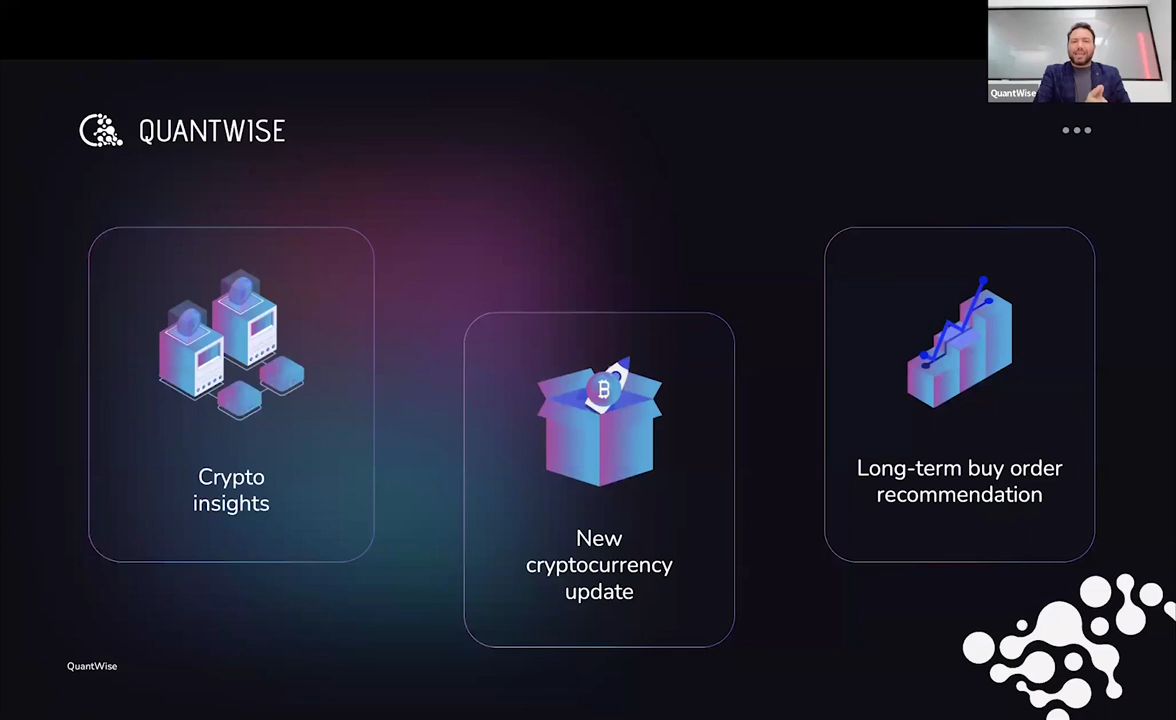 QuantWise
QUANTWISE
Crypto
insights
New
cryptocurrency
update
Long-term buy order
recommendation
QuantWise